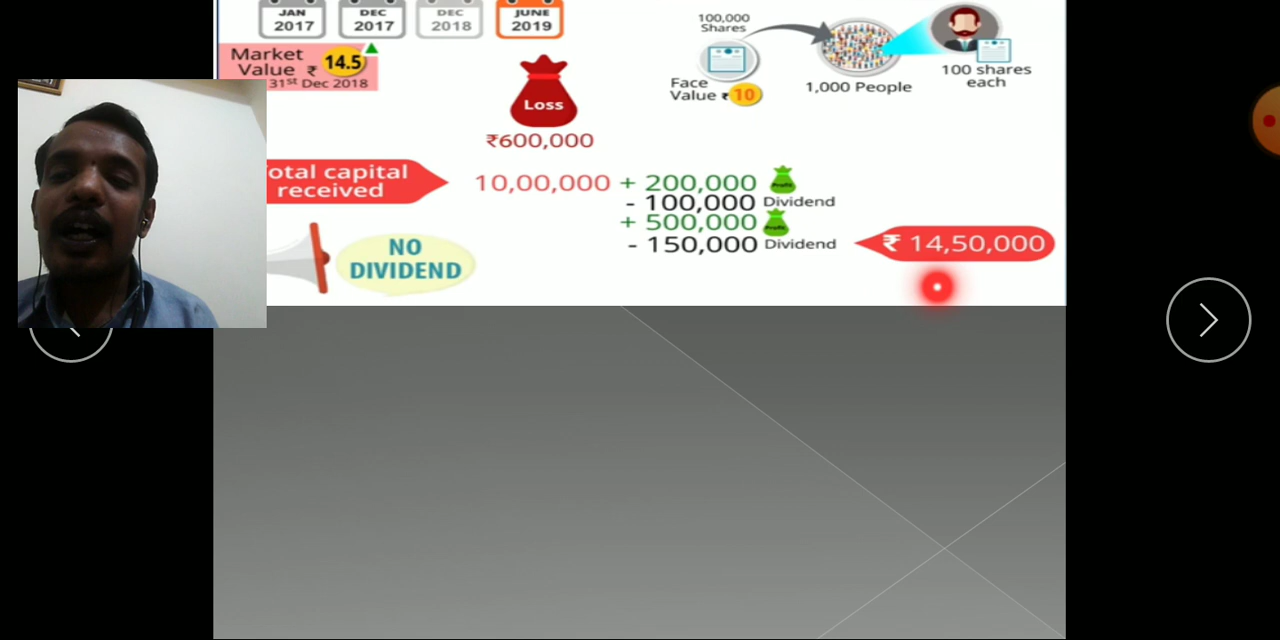 JAN
2017
DEC
2017
DEC
2018
JUNE
2019
Market
Value ₹ 14.5
31st Dec 2018
Loss
₹600,000
100,000
Shares
Face
Value ₹ 10
1,000 People
100 shares
each
otal capital
received
10,00,000 + 200,000 Profit
- 100,000 Dividend
+ 500,000 Profit
- 150,000 Dividend
₹ 14,50,000
NO
DIVIDEND